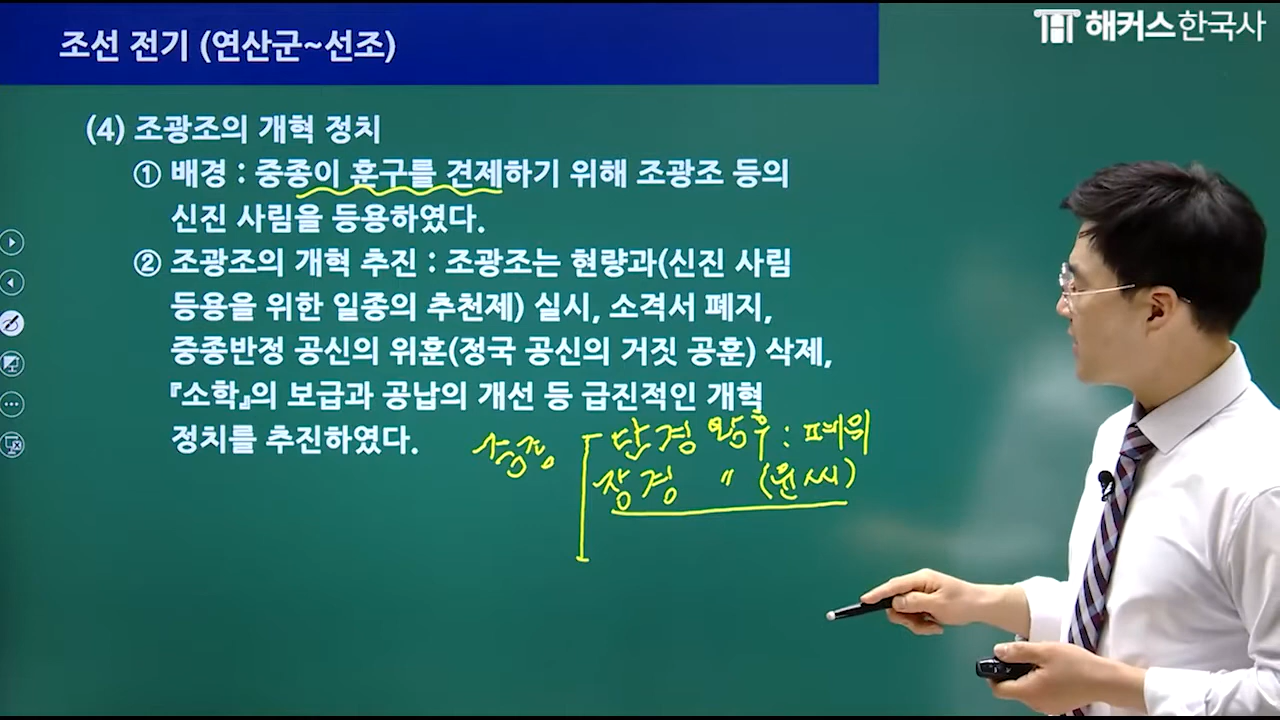 조선 전기 (연산군~선조)
해커스한국사
(4) 조광조의 개혁 정치
① 배경 : 중종이 훈구를 견제하기 위해 조광조 등의
신진 사림을 등용하였다.
② 조광조의 개혁 추진 : 조광조는 현량과(신진 사림
등용을 위한 일종의 추천제) 실시, 소격서 폐지,
중종반정 공신의 위훈(정국 공신의 거짓 공훈) 삭제,
『소학』의 보급과 공납의 개선 등 급진적인 개혁
정치를 추진하였다.
단경왕후 : 폐위
장경 〃 (윤씨)